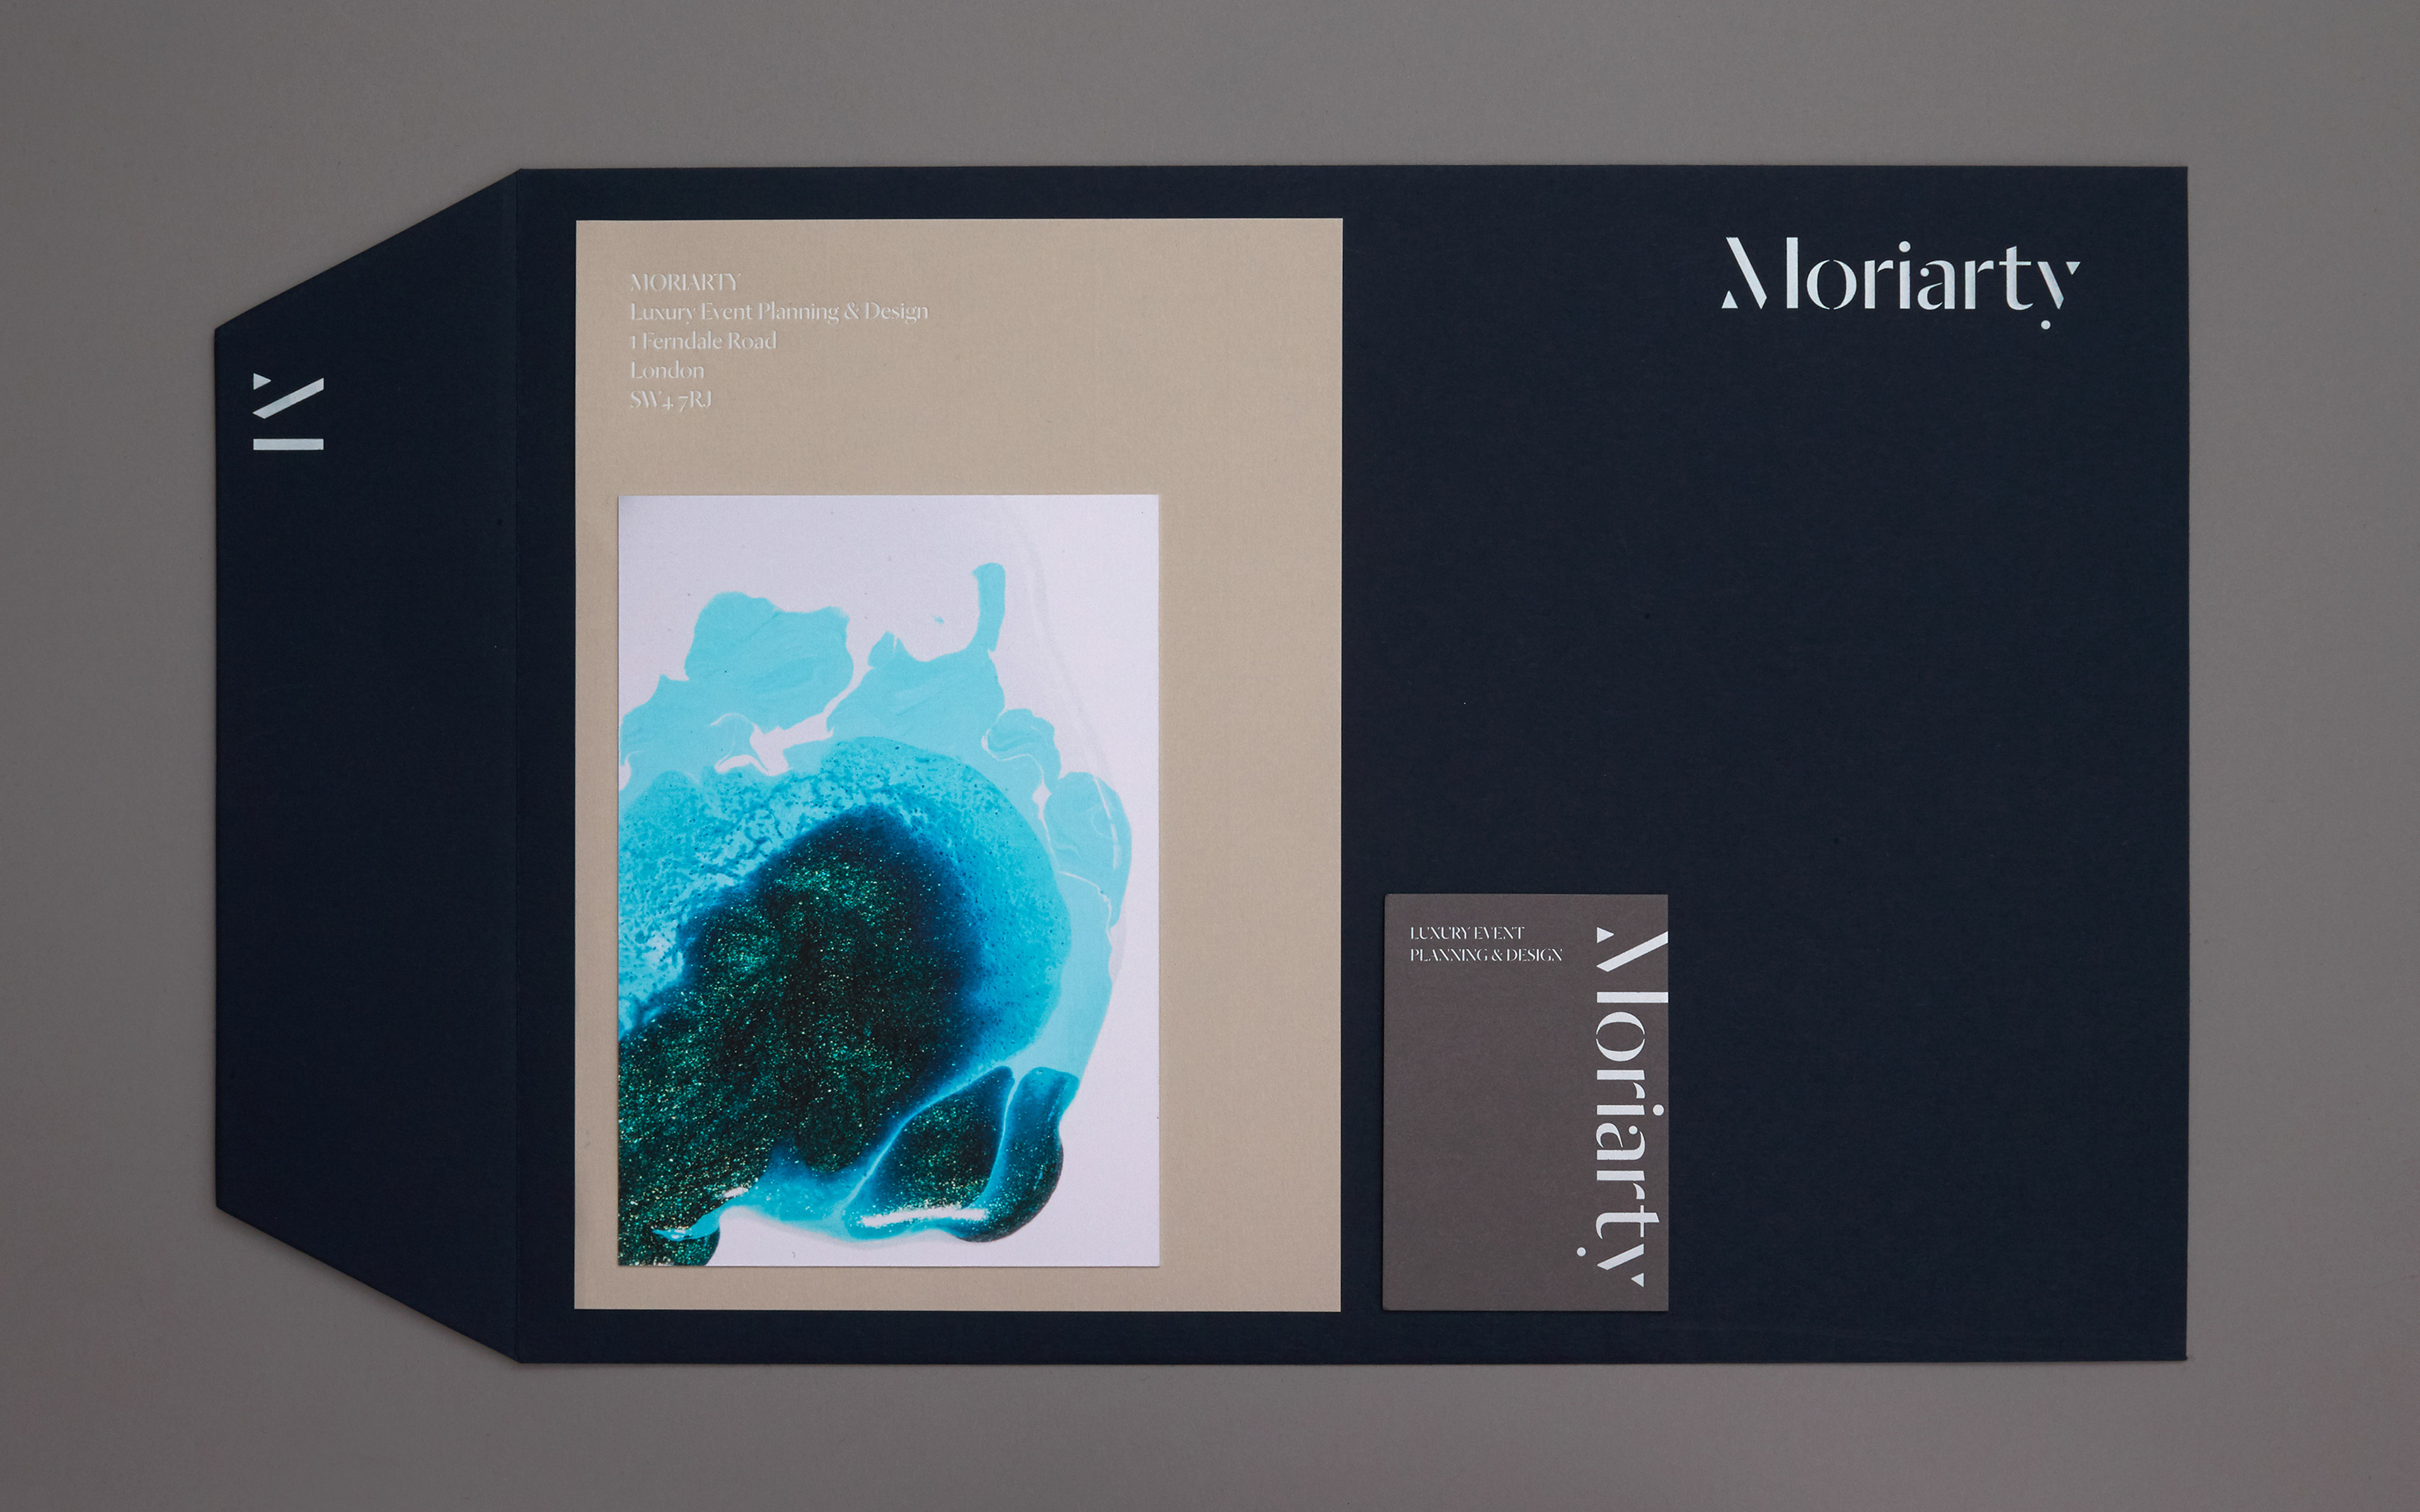 M
MORIARTY
Luxury Event Planning & Design
1 Ferndale Road
London
SW4 7RJ
Moriarty
LUXURY EVENT
PLANNING & DESIGN
Moriarty